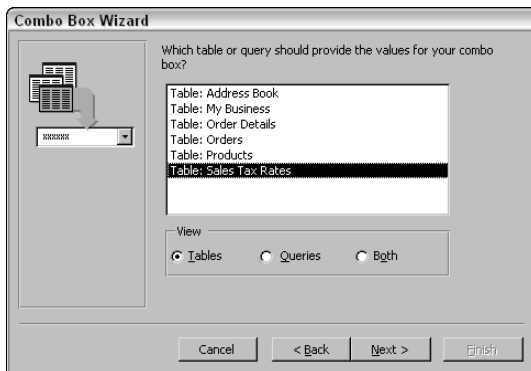 Combo Box Wizard
Which table or query should provide the values for your combo
box?
xxxxxx
Table: Address Book
Table: My Business
Table: Order Details
Table: Orders
Table: Products
Table: Sales Tax Rates
View
Tables Queries Both
Cancel < Back Next > Finish